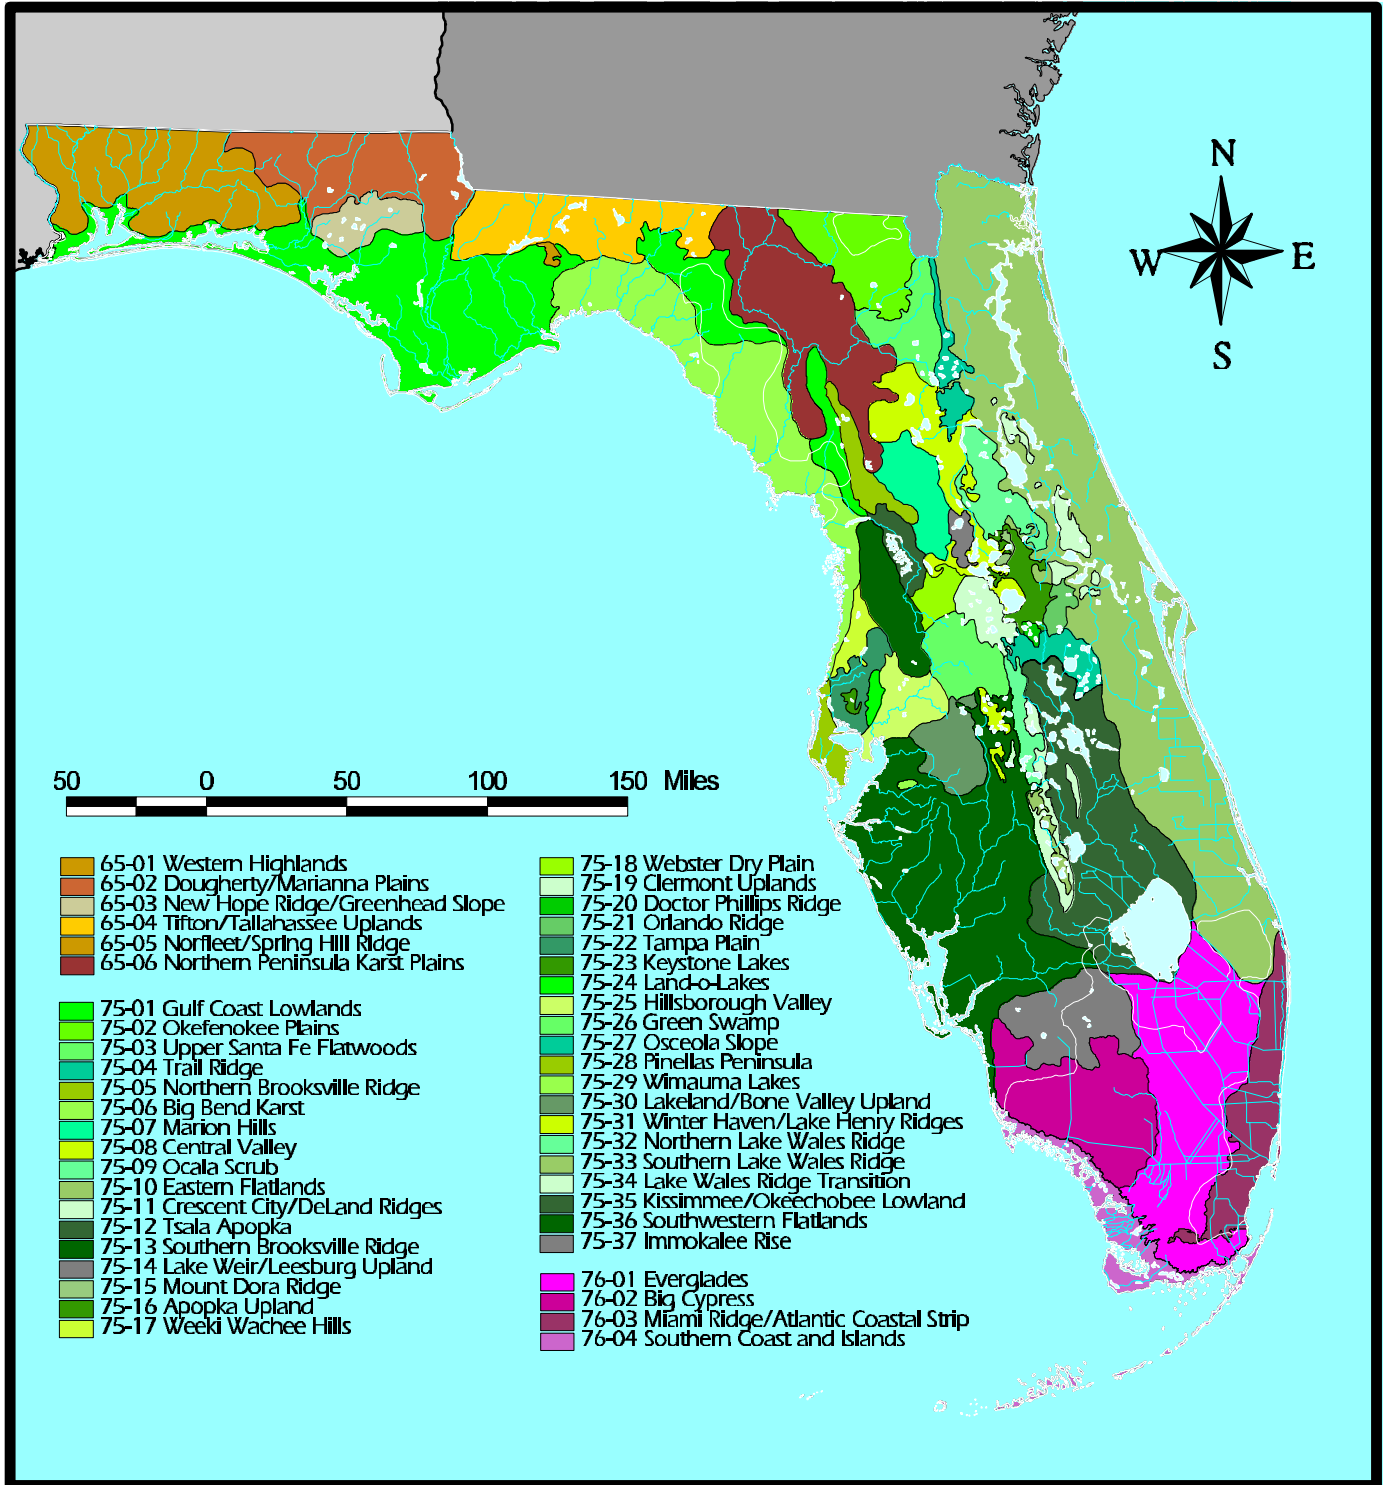 N
W E
S
50 0 50 100 150 Miles
65-01 Western Highlands
65-02 Dougherty/Marianna Plains
65-03 New Hope Ridge/Greenhead Slope
65-04 Tifton/Tallahassee Uplands
65-05 Norfleet/Spring Hill Ridge
65-06 Northern Peninsula Karst Plains
75-01 Gulf Coast Lowlands
75-02 Okefenokee Plains
75-03 Upper Santa Fe Flatwoods
75-04 Trail Ridge
75-05 Northern Brooksville Ridge
75-06 Big Bend Karst
75-07 Marion Hills
75-08 Central Valley
75-09 Ocala Scrub
75-10 Eastern Flatlands
75-11 Crescent City/DeLand Ridges
75-12 Tsala Apopka
75-13 Southern Brooksville Ridge
75-14 Lake Weir/Leesburg Upland
75-15 Mount Dora Ridge
75-16 Apopka Upland
75-17 Weeki Wachee Hills
75-18 Webster Dry Plain
75-19 Clermont Uplands
75-20 Doctor Phillips Ridge
75-21 Orlando Ridge
75-22 Tampa Plain
75-23 Keystone Lakes
75-24 Land-o-Lakes
75-25 Hillsborough Valley
75-26 Green Swamp
75-27 Osceola Slope
75-28 Pinellas Peninsula
75-29 Wimauma Lakes
75-30 Lakeland/Bone Valley Upland
75-31 Winter Haven/Lake Henry Ridges
75-32 Northern Lake Wales Ridge
75-33 Southern Lake Wales Ridge
75-34 Lake Wales Ridge Transition
75-35 Kissimmee/Okeechobee Lowland
75-36 Southwestern Flatlands
75-37 Immokalee Rise
76-01 Everglades
76-02 Big Cypress
76-03 Miami Ridge/Atlantic Coastal Strip
76-04 Southern Coast and Islands